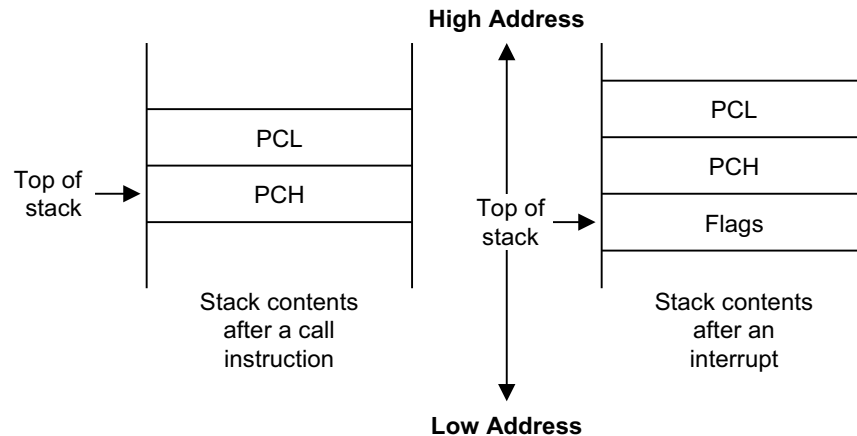 High Address
PCL
PCH
Top of
stack
Stack contents
after a call
instruction
PCL
PCH
Flags
Top of
stack
Stack contents
after an
interrupt
Low Address